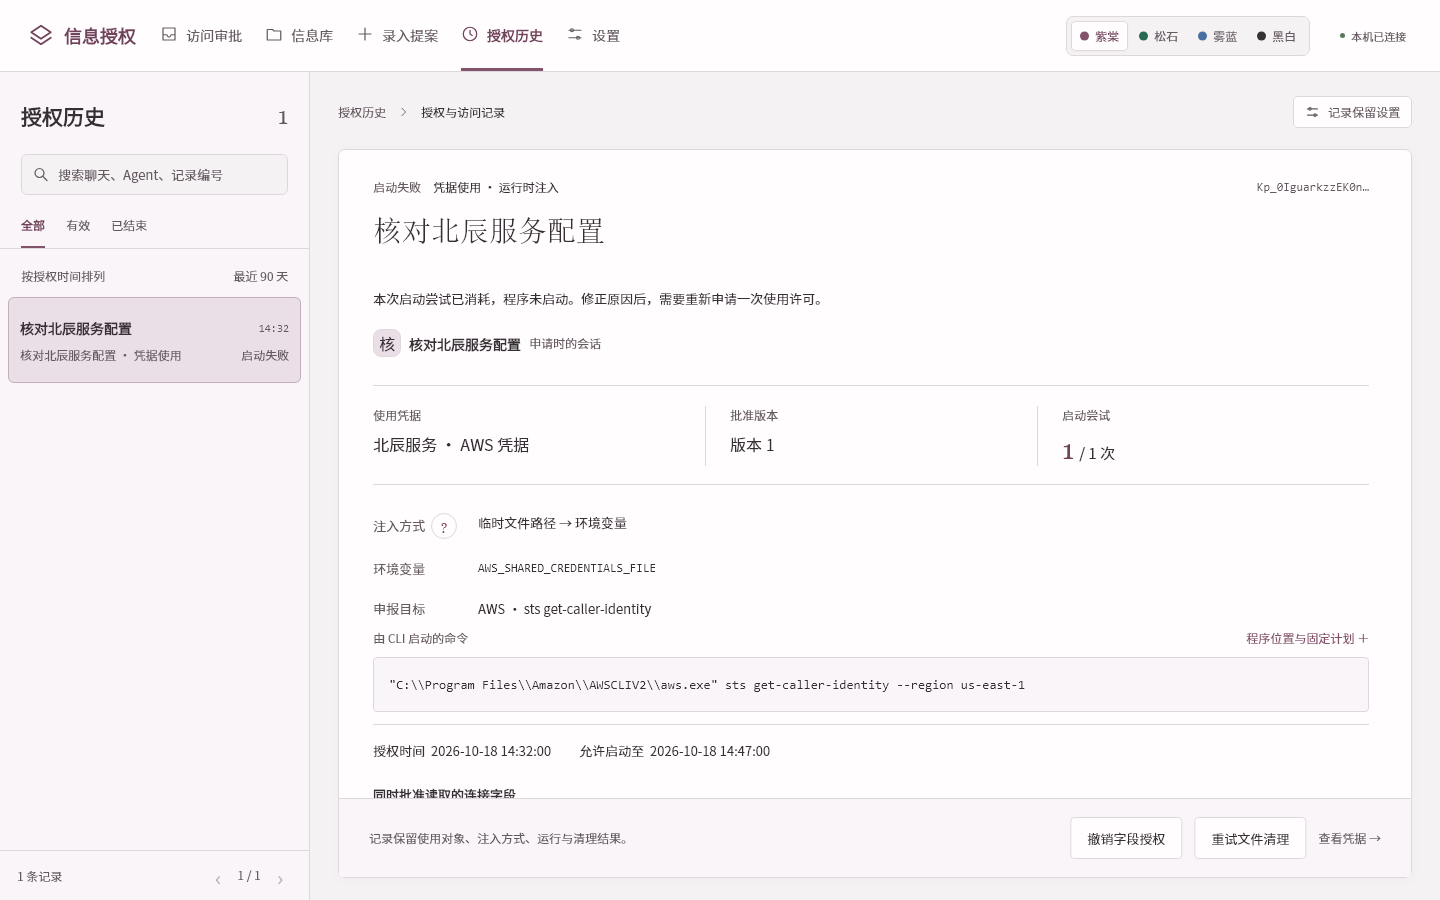 信息授权
访问审批
信息库
录入提案
授权历史
设置
紫棠
松石
雾蓝
黑白
本机已连接
授权历史 1
搜索聊天、Agent、记录编号
全部 有效 已结束
按授权时间排列 最近 90 天
核对北辰服务配置 14:32
核对北辰服务配置 · 凭据使用 启动失败
1 条记录 ‹ 1 / 1 ›
授权历史 > 授权与访问记录
记录保留设置
启动失败 凭据使用 · 运行时注入 Kp_0IguarkzzEK0n…
核对北辰服务配置
本次启动尝试已消耗，程序未启动。修正原因后，需要重新申请一次使用许可。
核 核对北辰服务配置 申请时的会话
使用凭据
北辰服务 · AWS 凭据
批准版本
版本 1
启动尝试
1 / 1 次
注入方式 ? 临时文件路径 → 环境变量
环境变量 AWS_SHARED_CREDENTIALS_FILE
申报目标 AWS · sts get-caller-identity
由 CLI 启动的命令 程序位置与固定计划 +
"C:\\Program Files\\Amazon\\AWSCLIV2\\aws.exe" sts get-caller-identity --region us-east-1
授权时间 2026-10-18 14:32:00 允许启动至 2026-10-18 14:47:00
同时批准读取的连接字段
记录保留使用对象、注入方式、运行与清理结果。
撤销字段授权
重试文件清理
查看凭据 →